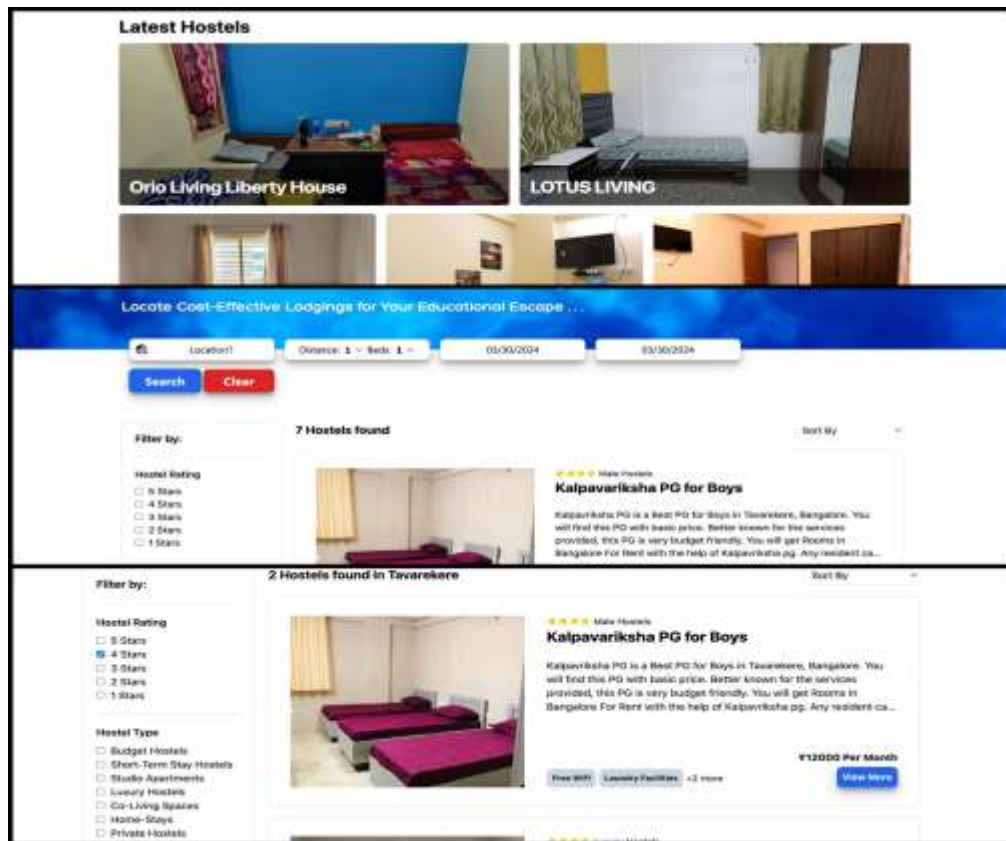 Latest Hostels
Orio Living Liberty House
LOTUS LIVING
Locate Cost-Effective Lodgings for Your Educational Escape ...
Location?
Distance: 1 Beds: 1
03/30/2024
03/30/2024
Search
Clear
Filter by:
Hostel Rating
5 Stars
4 Stars
3 Stars
2 Stars
1 Stars
7 Hostels found
Sort By
Male Hostels
Kalpavariksha PG for Boys
Kalpavriksha PG is a Best PG for Boys in Tavarekere, Bangalore. You
will find this PG with basic price. Better known for the services
provided, this PG is very budget friendly. You will get Rooms in
Bangalore For Rent with the help of Kalpavriksha pg. Any resident ca...
Filter by:
Hostel Rating
5 Stars
4 Stars
3 Stars
2 Stars
1 Stars
Hostel Type
Budget Hostels
Short-Term Stay Hostels
Studio Apartments
Luxury Hostels
Co-Living Spaces
Home-Stays
Private Hostels
2 Hostels found in Tavarekere
Sort By
Male Hostels
Kalpavariksha PG for Boys
Kalpavriksha PG is a Best PG for Boys in Tavarekere, Bangalore. You
will find this PG with basic price. Better known for the services
provided, this PG is very budget friendly. You will get Rooms in
Bangalore For Rent with the help of Kalpavriksha pg. Any resident ca...
₹12000 Per Month
Free WiFi
Laundry Facilities
+2 more
View More